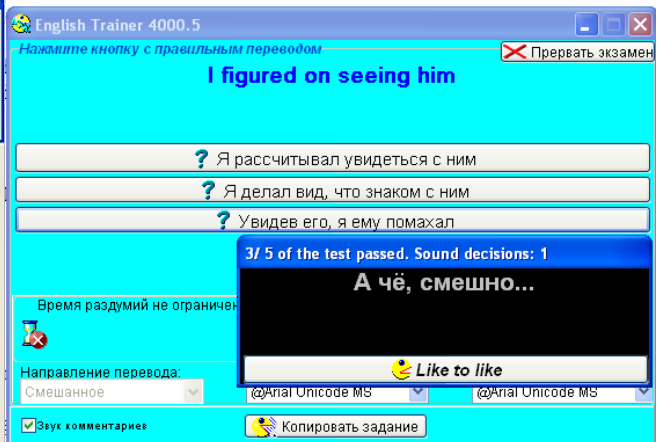 English Trainer 4000.5
Нажмите кнопку с правильным переводом
Прервать экзамен
I figured on seeing him
? Я рассчитывал увидеться с ним
? Я делал вид, что знаком с ним
? Увидев его, я ему помахал
3/ 5 of the test passed. Sound decisions: 1
А чё, смешно...
Время раздумий не ограничен
Like to like
Направление перевода:
Смешанное
@Arial Unicode MS
@Arial Unicode MS
Звук комментариев
Копировать задание